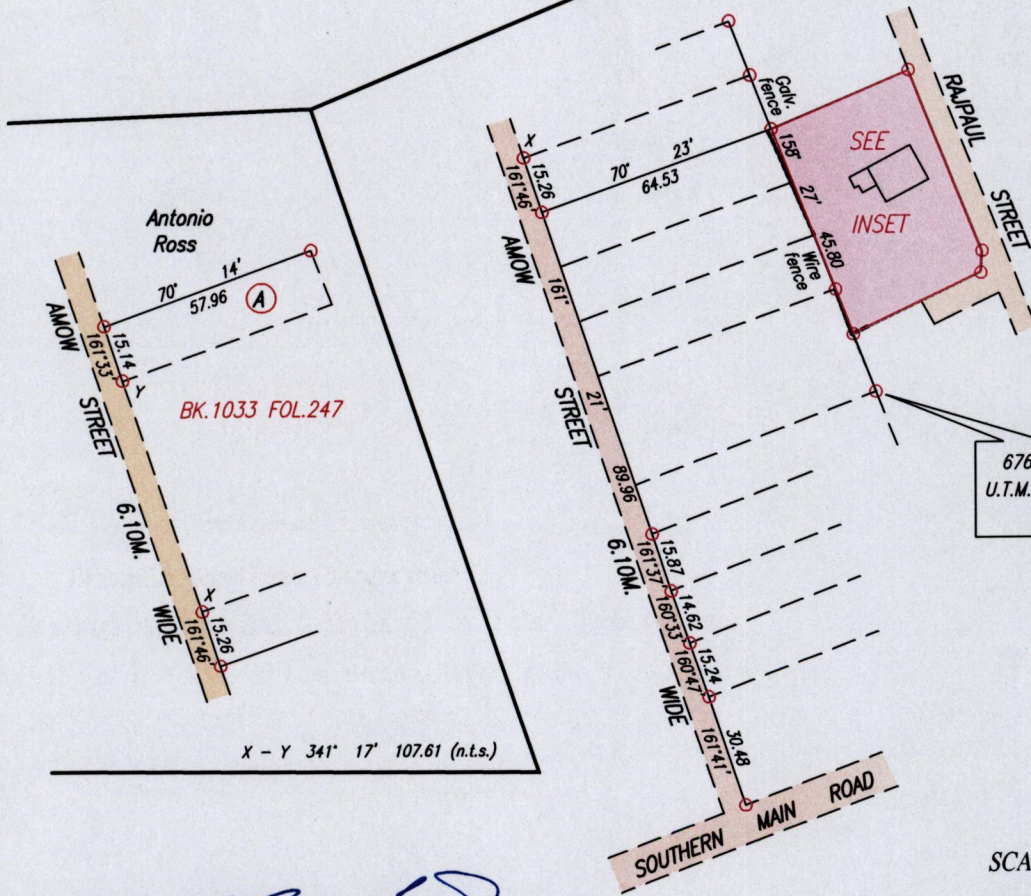 Antonio
Ross
70° 14'
57.96
A
AMOW
STREET
161°33'
15.14
Y
BK.1033 FOL.247
6.10M.
WIDE
X
161°46'
15.26
X - Y 341° 17' 107.61 (n.t.s.)
X
161°46'
15.26
70° 23'
64.53
AMOW
STREET
161°
21'
89.96
6.10M.
WIDE
161°37'
15.87
160°33'
14.62
160°47'
15.24
161°41'
30.48
SOUTHERN MAIN ROAD
Galv.
fence
158°
27'
45.80
Wire
fence
SEE
INSET
RAJPAUL
STREET
676
U.T.M.
SCA